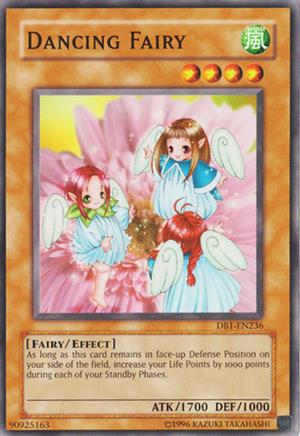 DANCING FAIRY
風
DB1-EN236
[FAIRY/EFFECT]
As long as this card remains in face-up Defense Position on
your side of the field, increase your Life Points by 1000 points
during each of your Standby Phases.
ATK/1700 DEF/1000
90925163 ©1996 KAZUKI TAKAHASHI